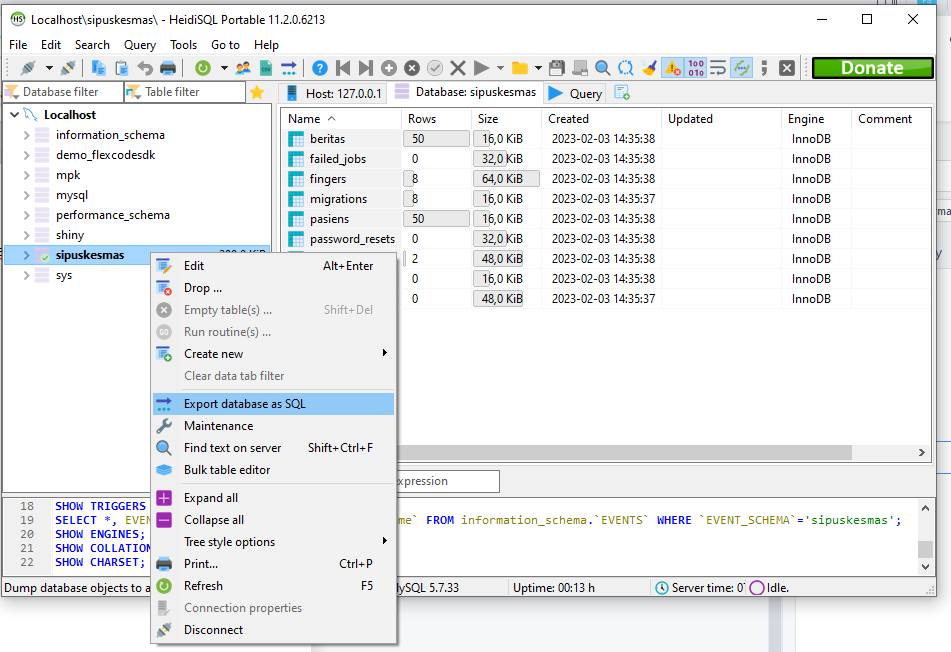 Localhost\sipuskesmas\ - HeidiSQL Portable 11.2.0.6213
File Edit Search Query Tools Go to Help
Donate
Database filter Table filter Host: 127.0.0.1 Database: sipuskesmas Query
Localhost
information_schema
demo_flexcodesdk
mpk
mysql
performance_schema
shiny
sipuskesmas
sys
Name Rows Size Created Updated Engine Comment
beritas 50 16,0 KiB 2023-02-03 14:35:38 InnoDB
failed_jobs 0 32,0 KiB 2023-02-03 14:35:38 InnoDB
fingers 8 64,0 KiB 2023-02-03 14:35:38 InnoDB
migrations 8 16,0 KiB 2023-02-03 14:35:37 InnoDB
pasiens 50 16,0 KiB 2023-02-03 14:35:38 InnoDB
password_resets 0 32,0 KiB 2023-02-03 14:35:38 InnoDB
2 48,0 KiB 2023-02-03 14:35:38 InnoDB
0 16,0 KiB 2023-02-03 14:35:38 InnoDB
0 48,0 KiB 2023-02-03 14:35:37 InnoDB
Edit Alt+Enter
Drop ...
Empty table(s) ... Shift+Del
Run routine(s) ...
Create new
Clear data tab filter
Export database as SQL
Maintenance
Find text on server Shift+Ctrl+F
Bulk table editor
Expand all
Collapse all
Tree style options
Print... Ctrl+P
Refresh F5
Connection properties
Disconnect
expression
18 SHOW TRIGGERS
19 SELECT *, EVEN me` FROM information_schema.`EVENTS` WHERE `EVENT_SCHEMA`='sipuskesmas';
20 SHOW ENGINES;
21 SHOW COLLATION
22 SHOW CHARSET;
Dump database objects to a MySQL 5.7.33 Uptime: 00:13 h Server time: 0 Idle.